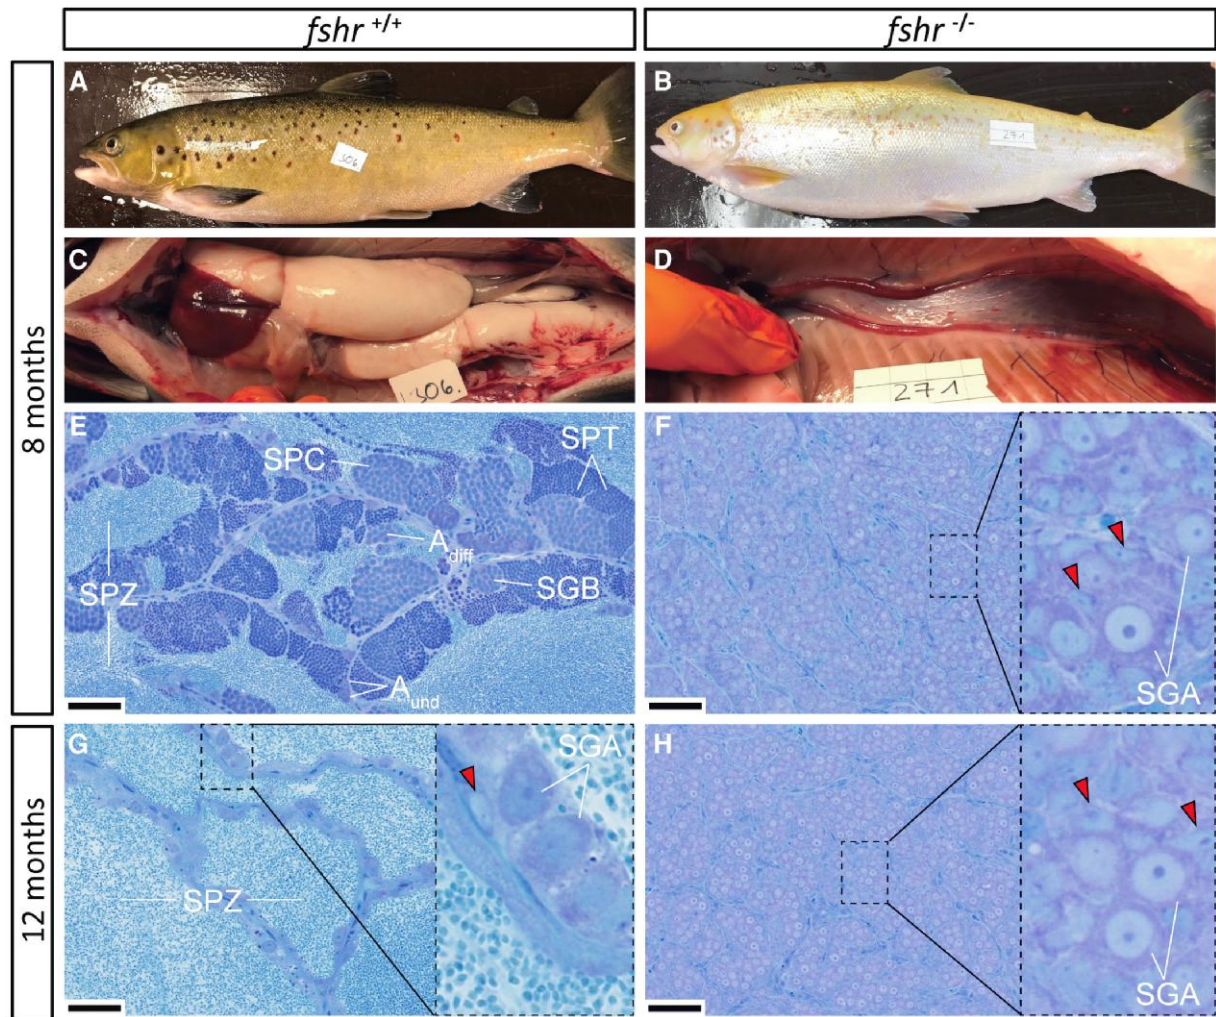 fshr +/+
fshr -/-
8 months
A
306
B
271
C
306.
D
271
E
SPC
SPT
A diff
SPZ
SGB
A und
F
SGA
12 months
G
SGA
SPZ
H
SGA